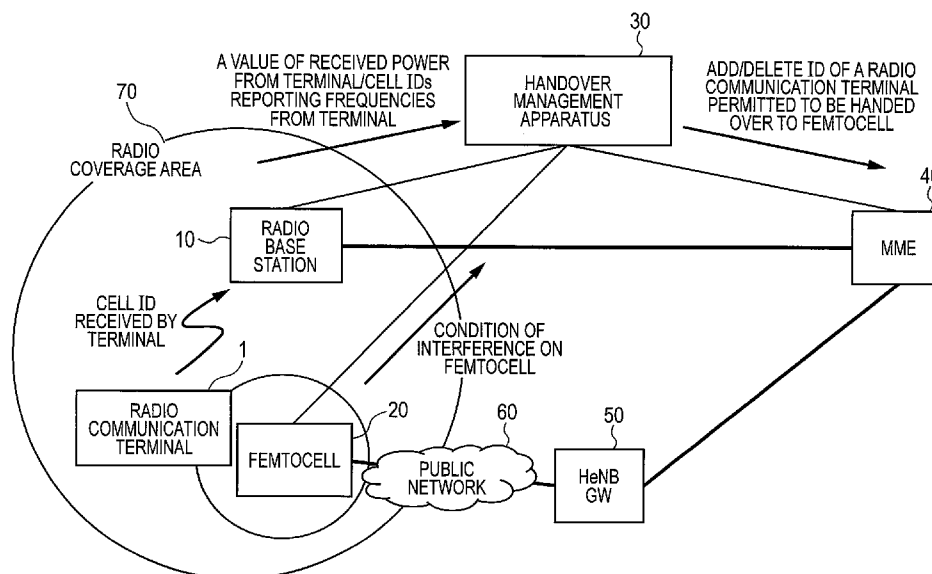 30
A VALUE OF RECEIVED POWER
FROM TERMINAL/CELL IDs
REPORTING FREQUENCIES
FROM TERMINAL
HANDOVER
MANAGEMENT
APPARATUS
ADD/DELETE ID OF A RADIO
COMMUNICATION TERMINAL
PERMITTED TO BE HANDED
OVER TO FEMTOCELL
70
RADIO
COVERAGE AREA
40
10
RADIO
BASE
STATION
MME
CELL ID
RECEIVED BY
TERMINAL
CONDITION OF
INTERFERENCE ON
FEMTOCELL
1
RADIO
COMMUNICATION
TERMINAL
20
FEMTOCELL
60
PUBLIC
NETWORK
50
HeNB
GW